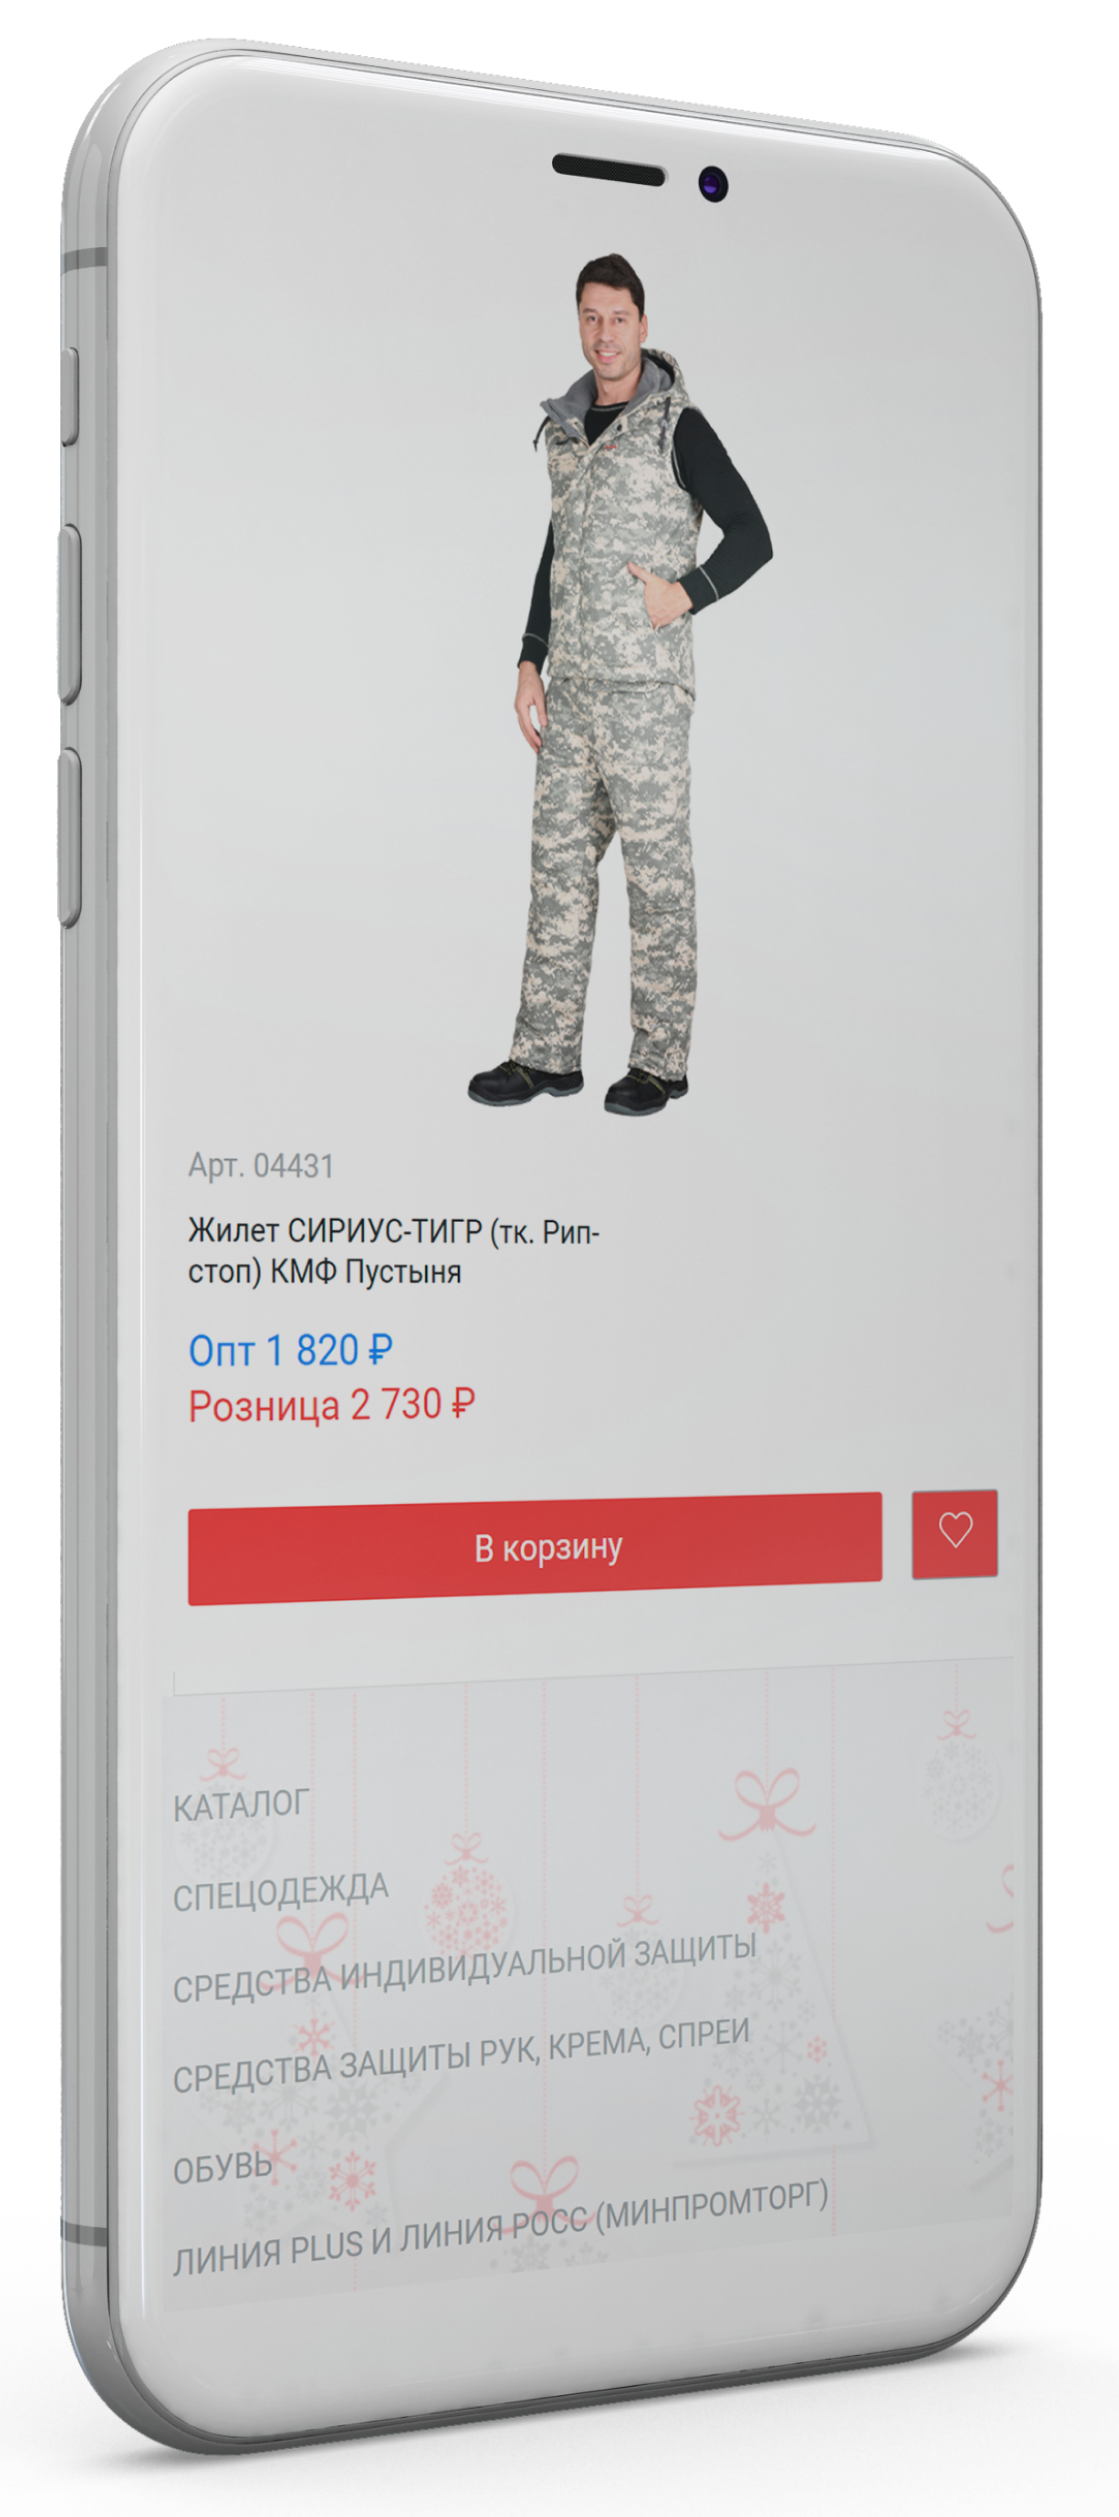 Арт. 04431
Жилет СИРИУС-ТИГР (тк. Рип-
стоп) КМФ Пустыня
Опт 1 820 ₽
Розница 2 730 ₽
В корзину
КАТАЛОГ
СПЕЦОДЕЖДА
СРЕДСТВА ИНДИВИДУАЛЬНОЙ ЗАЩИТЫ
СРЕДСТВА ЗАЩИТЫ РУК, КРЕМА, СПРЕИ
ОБУВЬ
ЛИНИЯ PLUS И ЛИНИЯ РОСС (МИНПРОМТОРГ)